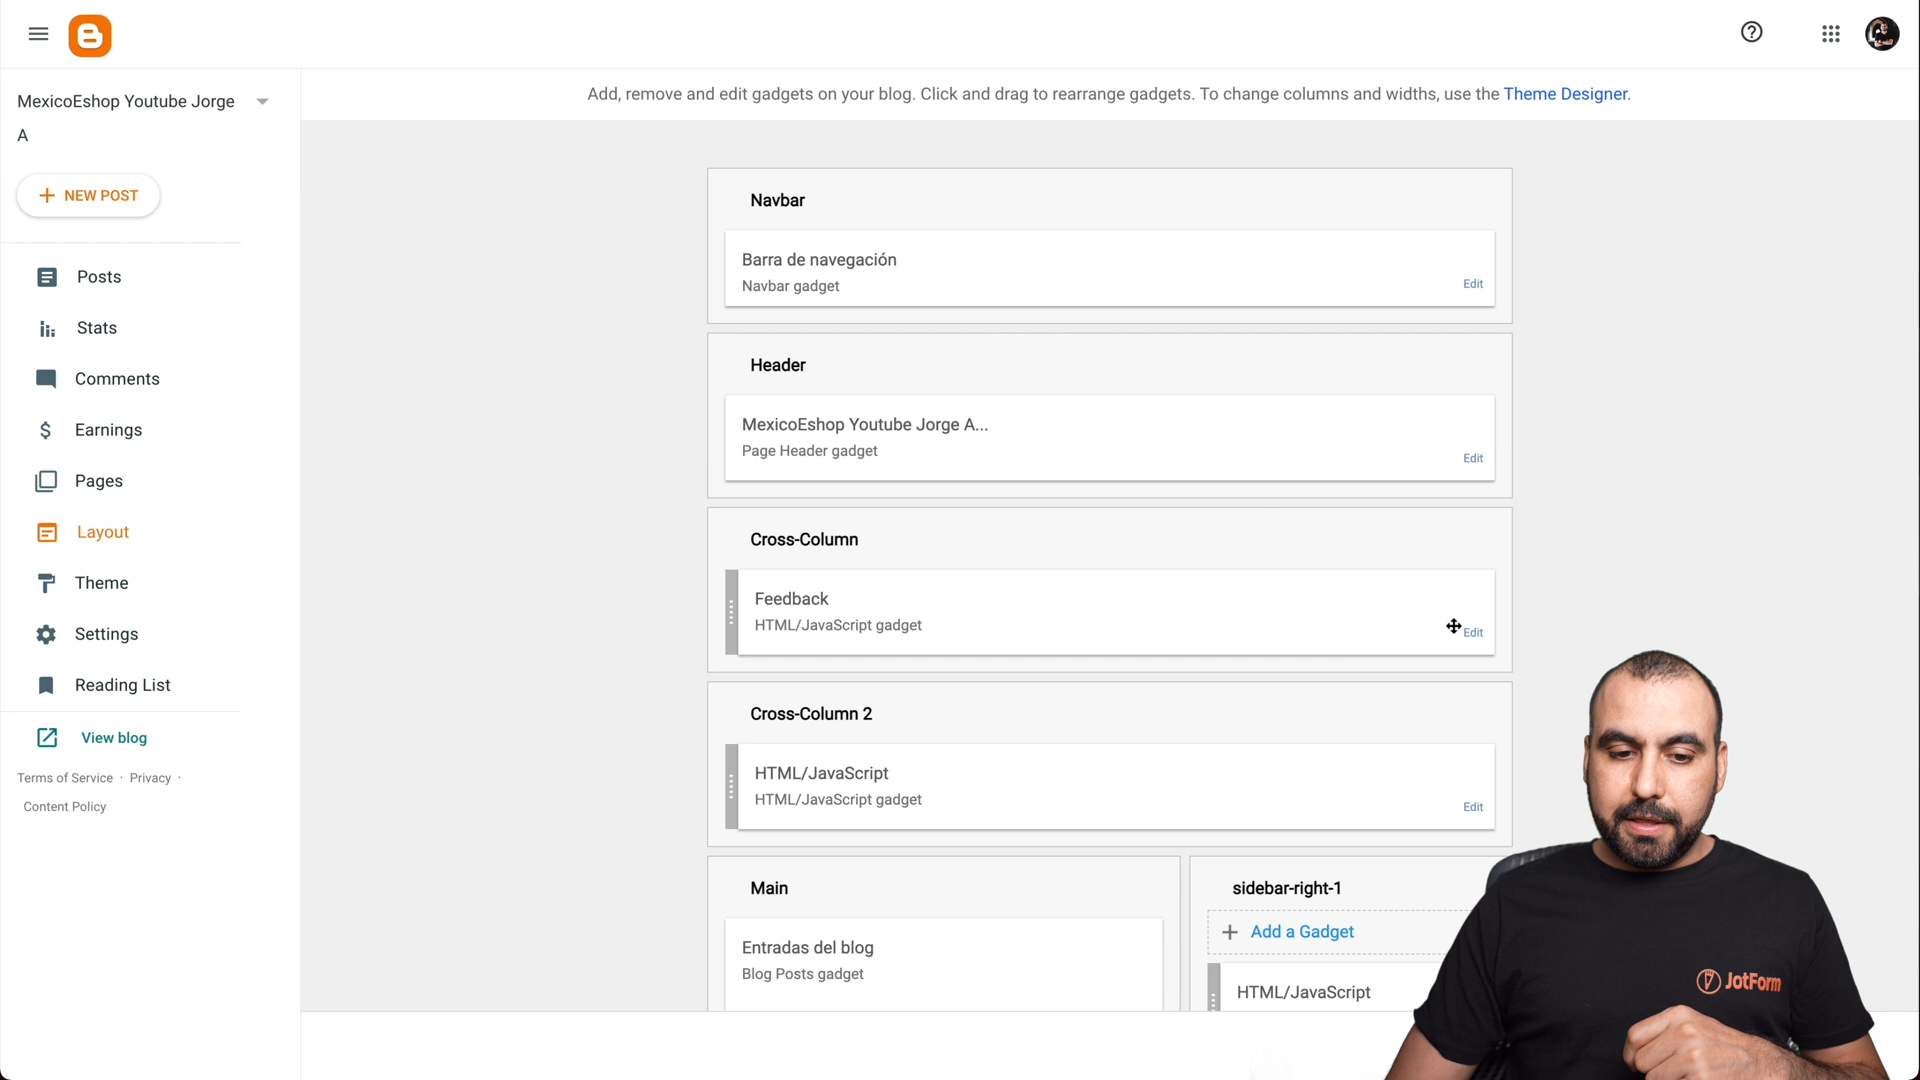 Add, remove and edit gadgets on your blog. Click and drag to rearrange gadgets. To change columns and widths, use the Theme Designer.
MexicoEshop Youtube Jorge
A
NEW POST
Posts
Stats
Comments
Earnings
Pages
Layout
Theme
Settings
Reading List
View blog
Terms of Service · Privacy ·
Content Policy
Navbar
Barra de navegación
Navbar gadget
Edit
Header
MexicoEshop Youtube Jorge A...
Page Header gadget
Edit
Cross-Column
Feedback
HTML/JavaScript gadget
Edit
Cross-Column 2
HTML/JavaScript
HTML/JavaScript gadget
Edit
Main
Entradas del blog
Blog Posts gadget
sidebar-right-1
Add a Gadget
HTML/JavaScript
JotForm